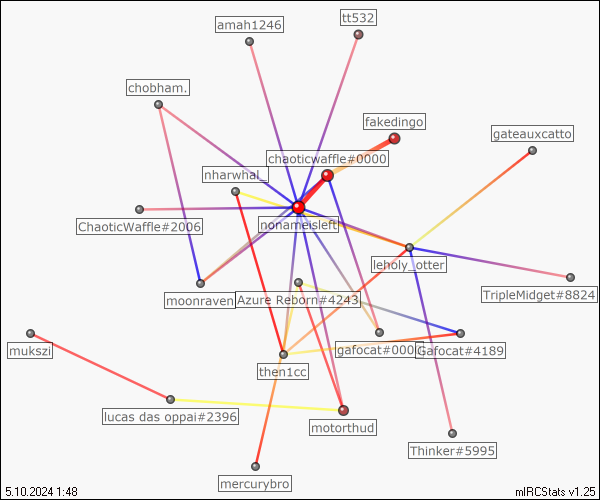 amah1246
tt532
chobham.
fakedingo
gateauxcatto
chaoticwaffle#0000
nharwhal_
ChaoticWaffle#2006
nonameisleft
leholy_otter
moonraven
Azure Reborn#4243
TripleMidget#8824
mukszi
gafocat#000
Gafocat#4189
then1cc
lucas das oppai#2396
motorthud
Thinker#5995
mercurybro
5.10.2024 1:48
mIRCStats v1.25